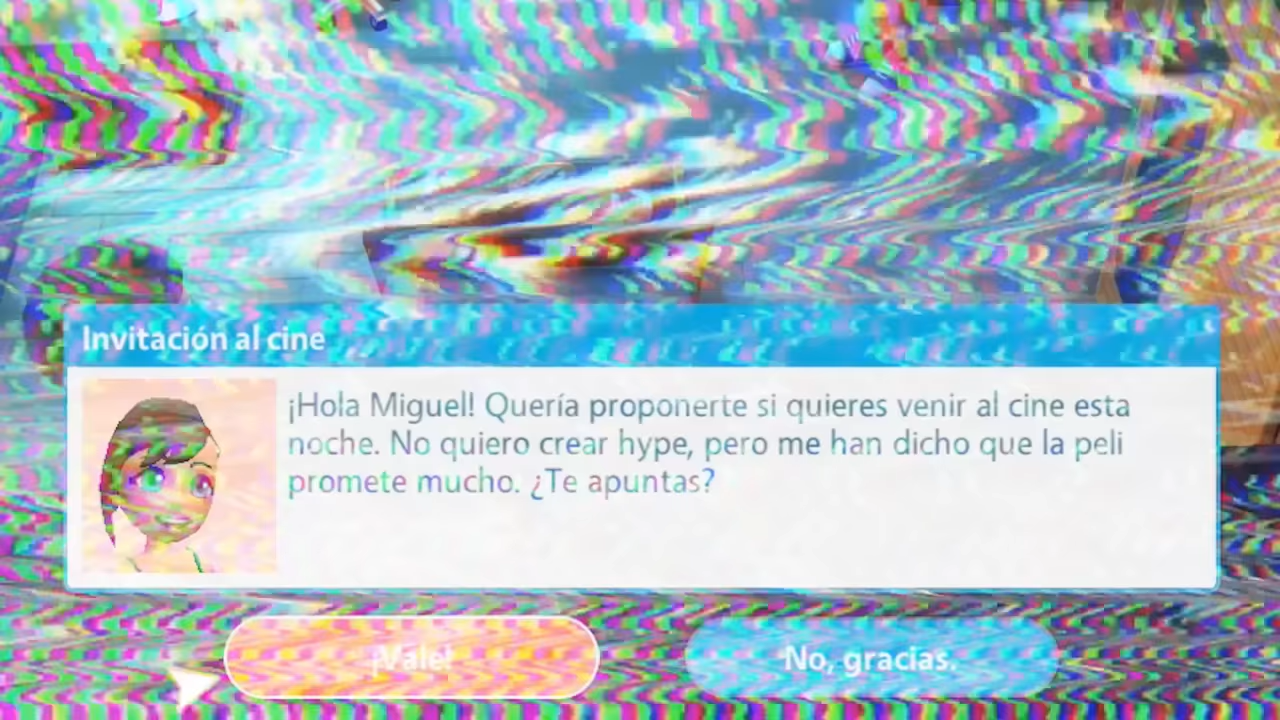 Invitación al cine
¡Hola Miguel! Quería proponerte si quieres venir al cine esta
noche. No quiero crear hype, pero me han dicho que la peli
promete mucho. ¿Te apuntas?
¡Vale!
No, gracias.